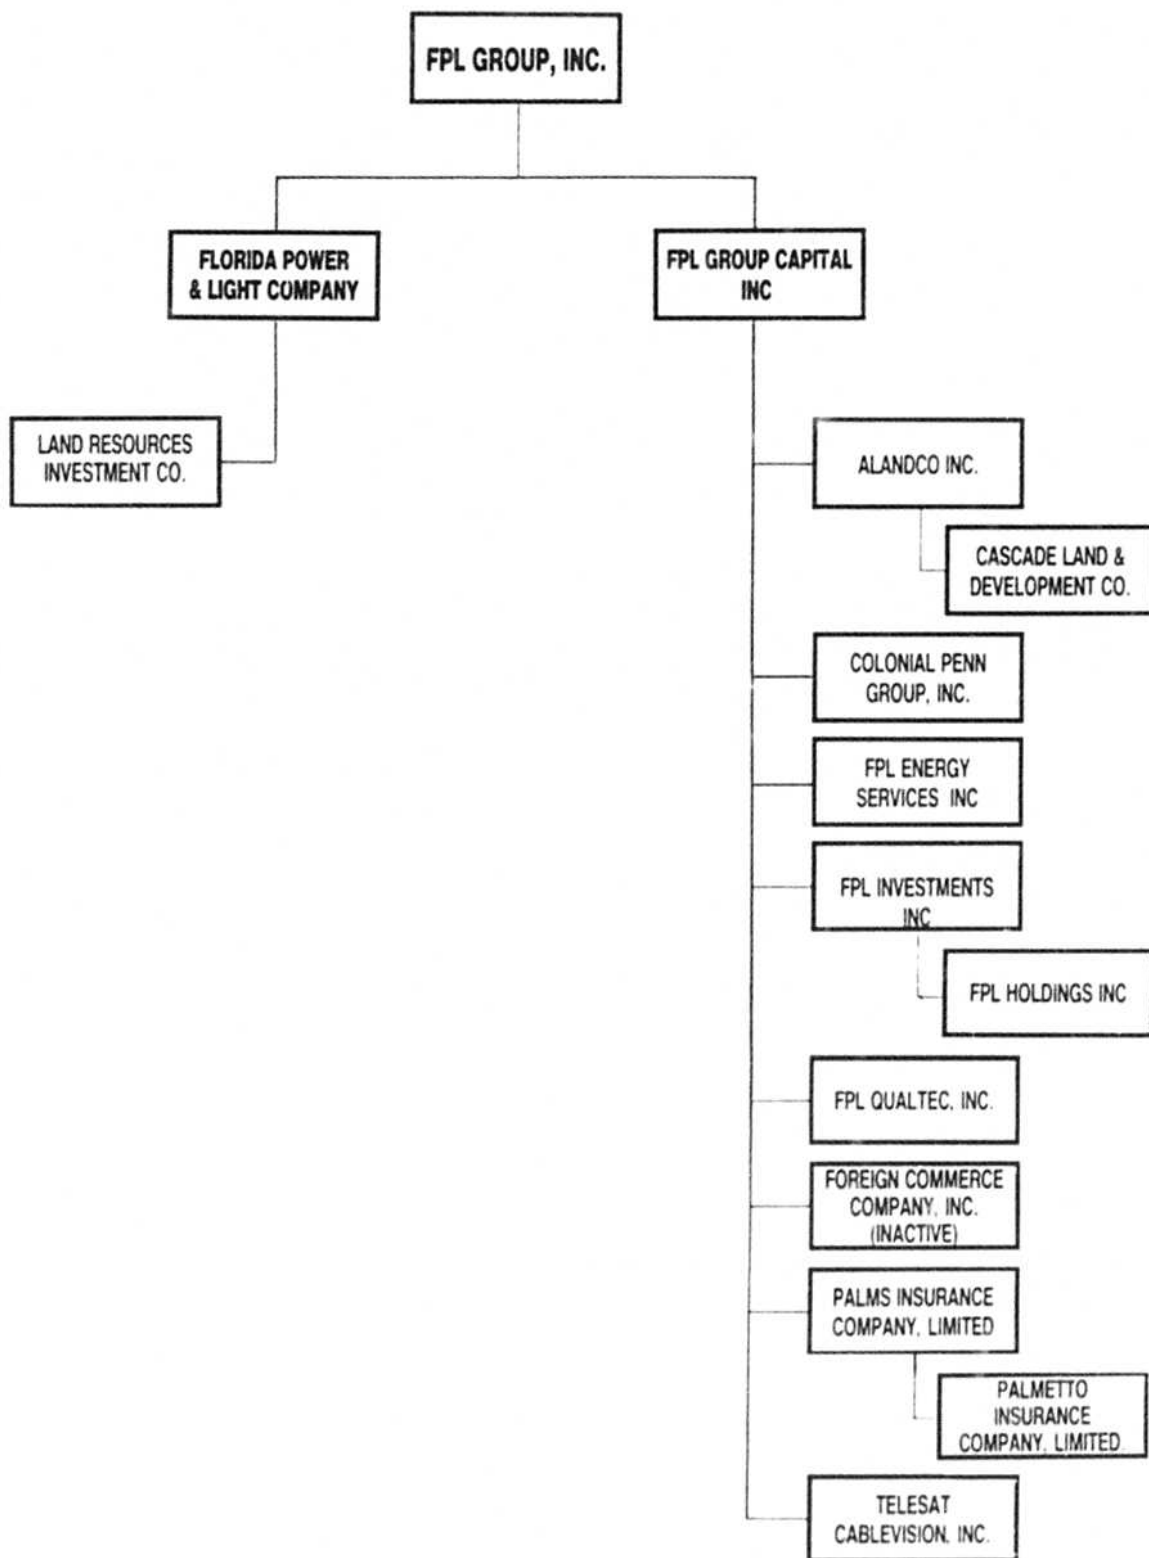 FPL GROUP, INC.
FLORIDA POWER
& LIGHT COMPANY
FPL GROUP CAPITAL
INC
LAND RESOURCES
INVESTMENT CO.
ALANDCO INC.
CASCADE LAND &
DEVELOPMENT CO.
COLONIAL PENN
GROUP, INC.
FPL ENERGY
SERVICES INC
FPL INVESTMENTS
INC
FPL HOLDINGS INC
FPL QUALTEC, INC.
FOREIGN COMMERCE
COMPANY, INC.
(INACTIVE)
PALMS INSURANCE
COMPANY, LIMITED
PALMETTO
INSURANCE
COMPANY, LIMITED
TELESAT
CABLEVISION, INC.